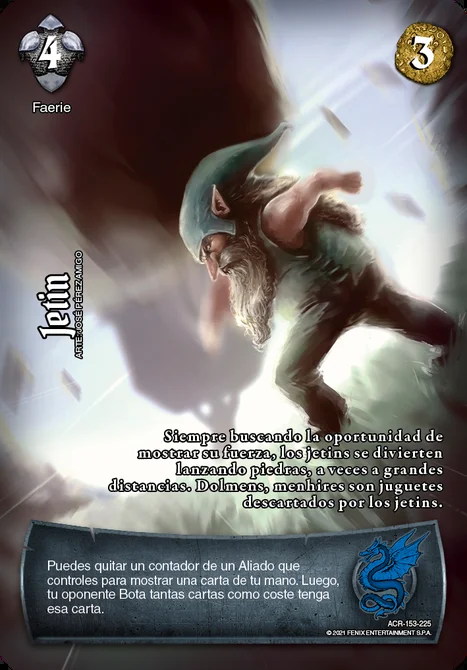 4
3
Faerie
Jetin
ARTE: JOSÉ PÉREZAMIGO
Siempre buscando la oportunidad de
mostrar su fuerza, los jetins se divierten
lanzando piedras, a veces a grandes
distancias. Dolmens, menhires son juguetes
descartados por los jetins.
Puedes quitar un contador de un Aliado que
controles para mostrar una carta de tu mano. Luego,
tu oponente Bota tantas cartas como coste tenga
esa carta.
ACR-153-225
© 2021 FENIX ENTERTAINMENT S.P.A.